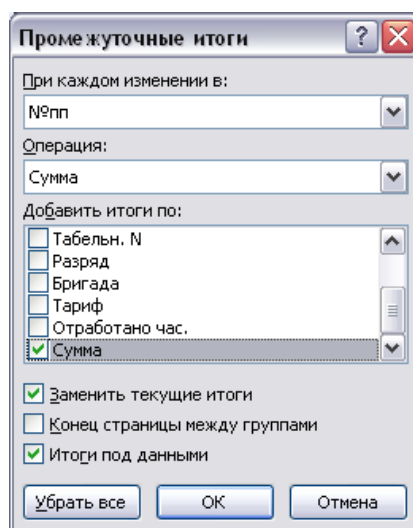 Промежуточные итоги
При каждом изменении в:
№пп
Операция:
Сумма
Добавить итоги по:
Табельн. N
Разряд
Бригада
Тариф
Отработано час.
Сумма
Заменить текущие итоги
Конец страницы между группами
Итоги под данными
Убрать все ОК Отмена